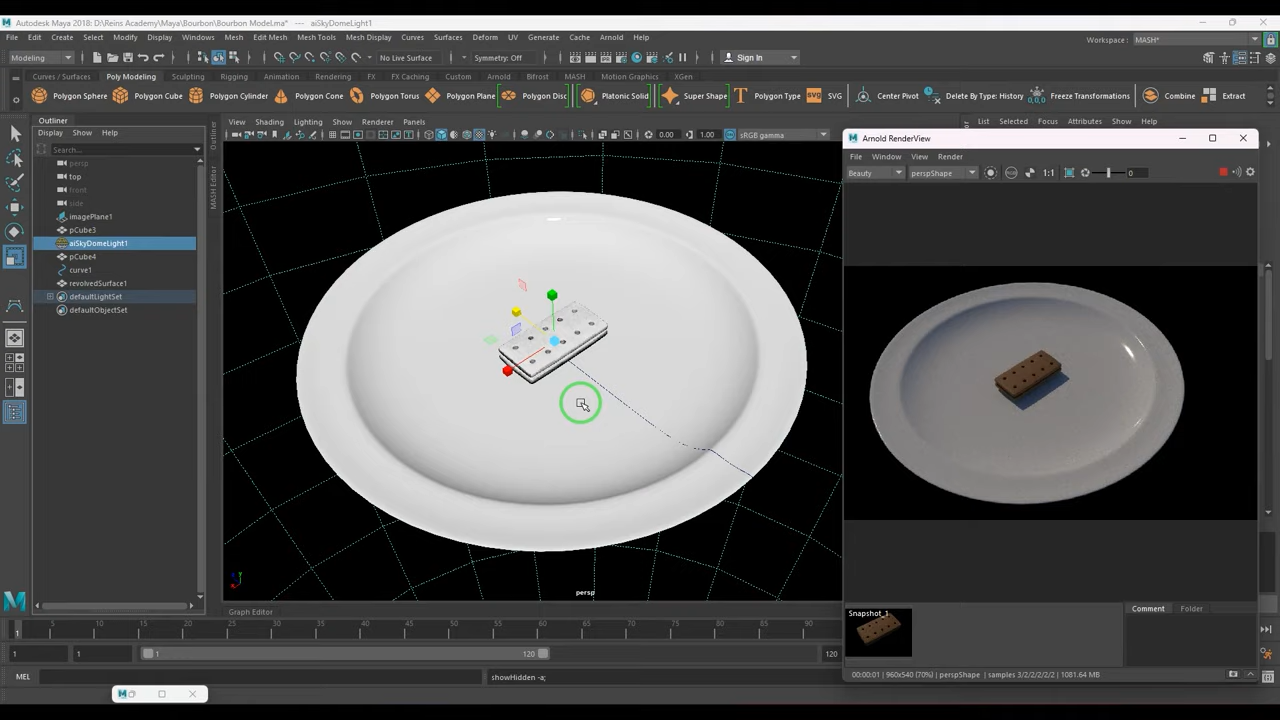 Autodesk Maya 2018: D:\Reins Academy\Maya\Bourbon\Bourbon Model.ma* --- aiSkyDomeLight1
File Edit Create Select Modify Display Windows Mesh Edit Mesh Mesh Tools Mesh Display Curves Surfaces Deform UV Generate Cache Arnold Help
Workspace : MASH*
Modeling
No Live Surface
Symmetry: Off
Sign In
Curves / Surfaces Poly Modeling Sculpting Rigging Animation Rendering FX FX Caching Custom Arnold Bifrost MASH Motion Graphics XGen
Polygon Sphere Polygon Cube Polygon Cylinder Polygon Cone Polygon Torus Polygon Plane Polygon Disc Platonic Solid Super Shape Polygon Type SVG Center Pivot Delete By Type: History Freeze Transformations Combine Extract
Outliner
Display Show Help
Search...
persp
top
front
side
imagePlane1
pCube3
aiSkyDomeLight1
pCube4
curve1
revolvedSurface1
defaultLightSet
defaultObjectSet
Outliner
MASH Editor
View Shading Lighting Show Renderer Panels
0.00 1.00 sRGB gamma
persp
List Selected Focus Attributes Show Help
Arnold RenderView
File Window View Render
Beauty perspShape 1:1 0
Snapshot_1
Comment Folder
00:00:01 | 960x540 (70%) | perspShape | samples 3/2/2/2/2/2 | 1081.64 MB
Graph Editor
5 10 15 20 25 30 35 40 45 50 55 60 65 70 75 80 85 90
1
1 1 1 120 120
MEL
showHidden -a;